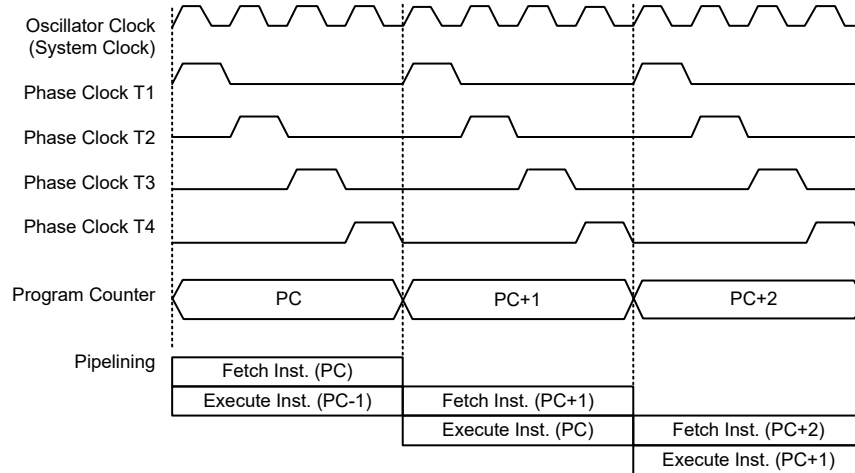 Oscillator Clock
(System Clock)
Phase Clock T1
Phase Clock T2
Phase Clock T3
Phase Clock T4
Program Counter
PC
PC+1
PC+2
Pipelining
Fetch Inst. (PC)
Execute Inst. (PC-1)
Fetch Inst. (PC+1)
Execute Inst. (PC)
Fetch Inst. (PC+2)
Execute Inst. (PC+1)